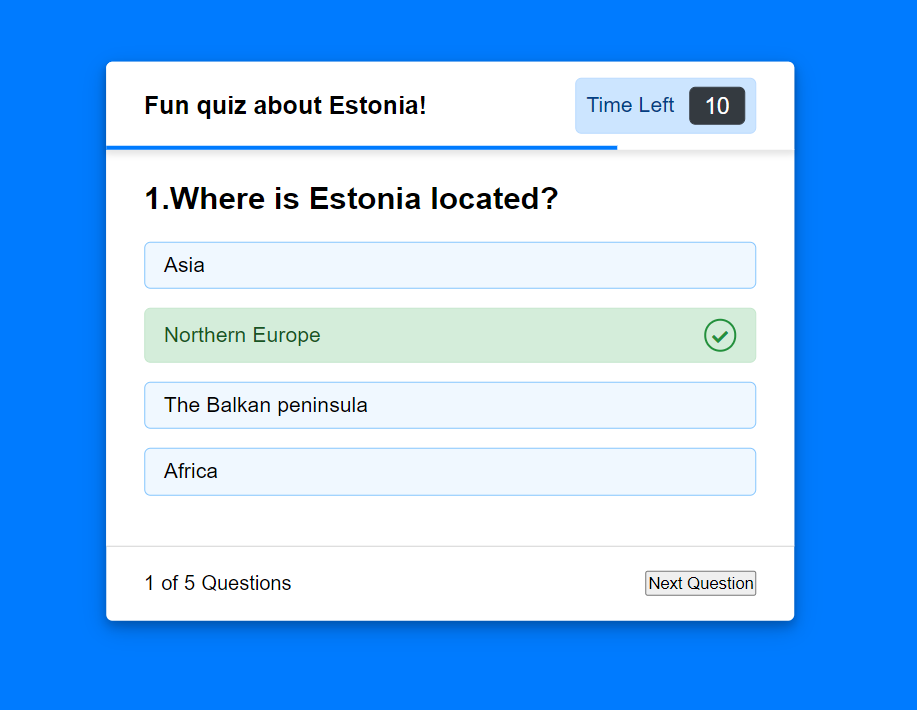 Fun quiz about Estonia!
Time Left 10
1.Where is Estonia located?
Asia
Northern Europe
The Balkan peninsula
Africa
1 of 5 Questions
Next Question